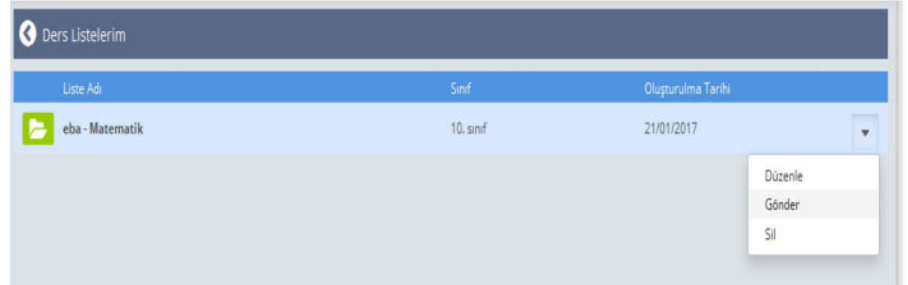 Ders Listelerim
Liste Adı Sınıf Oluşturulma Tarihi
eba - Matematik 10. sınıf 21/01/2017
Düzenle
Gönder
Sil